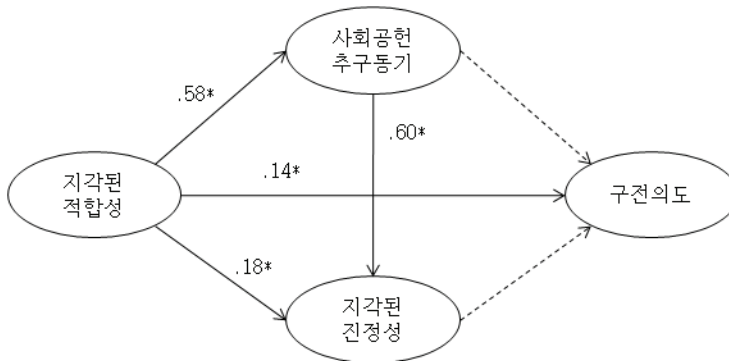 사회공헌
추구동기
.58*
.60*
지각된
적합성
.14*
구전의도
.18*
지각된
진정성